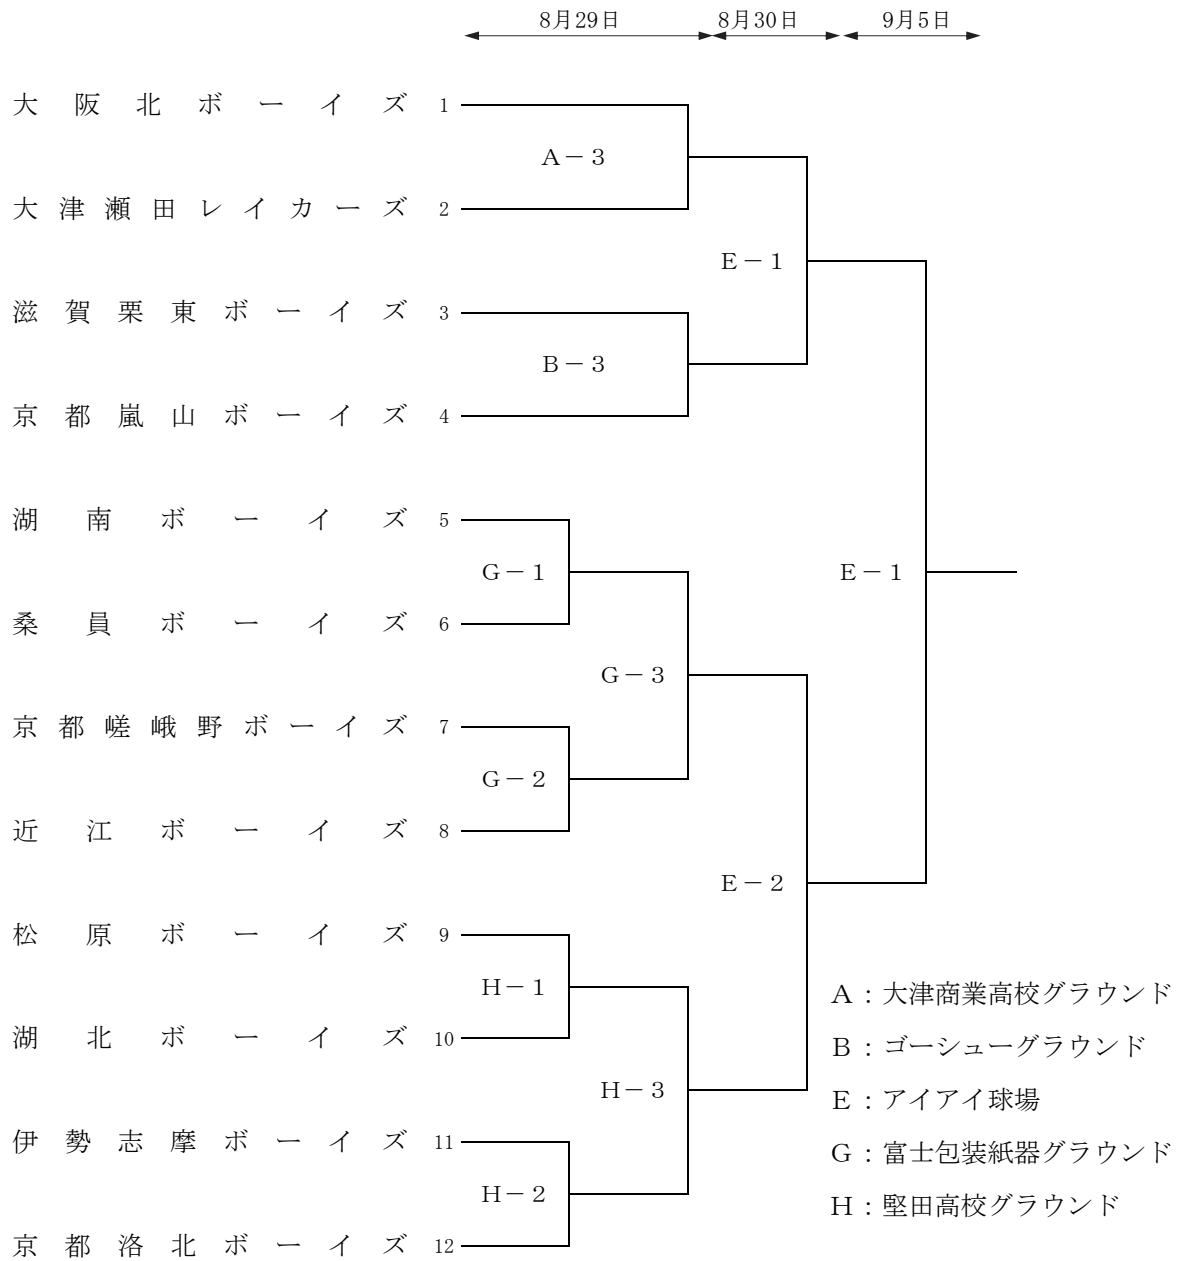 8月29日 8月30日 9月5日
大阪北ボーイズ 1
A－3
大津瀬田レイカーズ 2
E－1
滋賀栗東ボーイズ 3
B－3
京都嵐山ボーイズ 4
湖南ボーイズ 5
G－1
E－1
桑員ボーイズ 6
G－3
京都嵯峨野ボーイズ 7
G－2
近江ボーイズ 8
E－2
松原ボーイズ 9
H－1
湖北ボーイズ 10
H－3
伊勢志摩ボーイズ 11
H－2
京都洛北ボーイズ 12
A：大津商業高校グラウンド
B：ゴーシューグラウンド
E：アイアイ球場
G：富士包装紙器グラウンド
H：堅田高校グラウンド